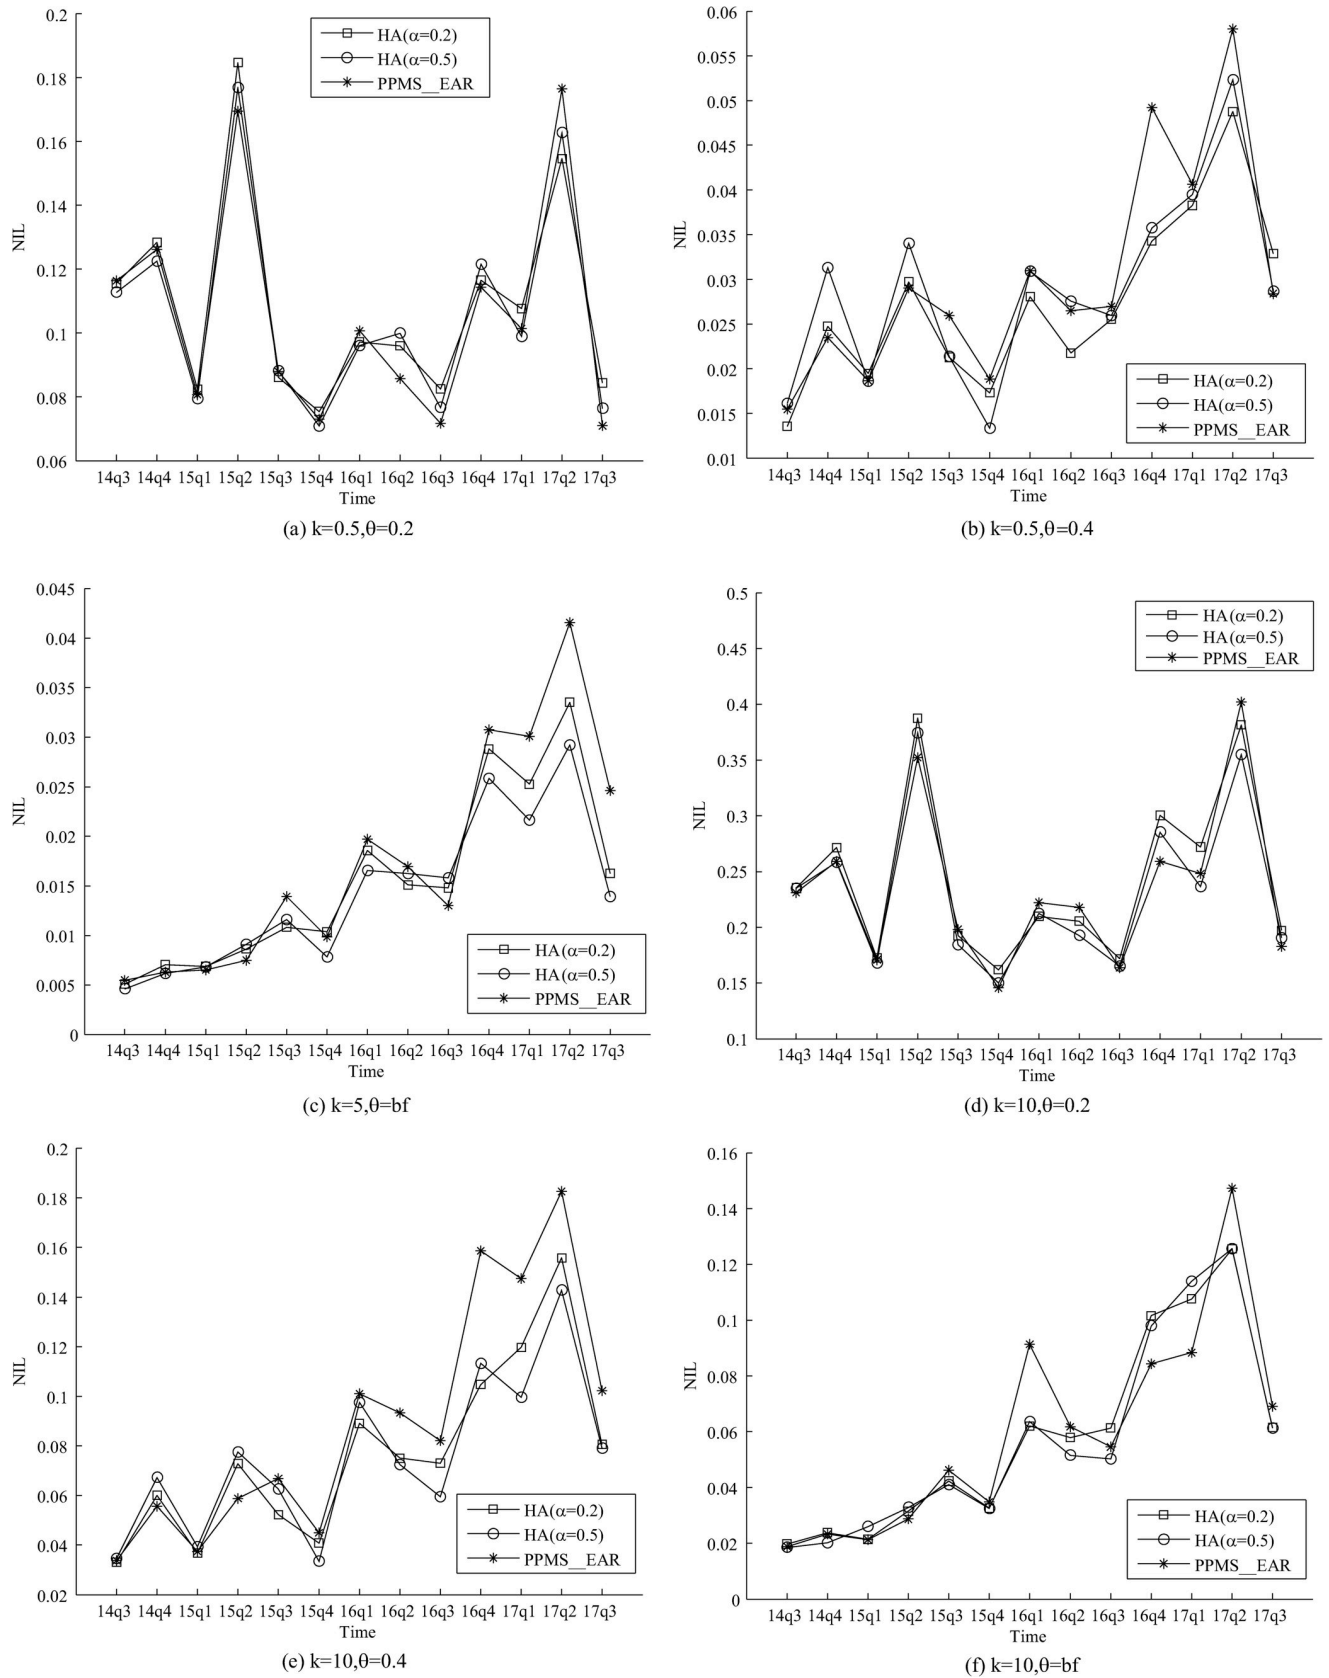 0.2
0.18
0.16
0.14
0.12
0.1
0.08
0.06
NIL
HA(α=0.2)
HA(α=0.5)
PPMS__EAR
14q3 14q4 15q1 15q2 15q3 15q4 16q1 16q2 16q3 16q4 17q1 17q2 17q3
Time
(a) k=0.5,θ=0.2
0.06
0.055
0.05
0.045
0.04
0.035
0.03
0.025
0.02
0.015
0.01
NIL
HA(α=0.2)
HA(α=0.5)
PPMS__EAR
14q3 14q4 15q1 15q2 15q3 15q4 16q1 16q2 16q3 16q4 17q1 17q2 17q3
Time
(b) k=0.5,θ=0.4
0.045
0.04
0.035
0.03
0.025
0.02
0.015
0.01
0.005
0
NIL
HA(α=0.2)
HA(α=0.5)
PPMS__EAR
14q3 14q4 15q1 15q2 15q3 15q4 16q1 16q2 16q3 16q4 17q1 17q2 17q3
Time
(c) k=5,θ=bf
0.5
0.45
0.4
0.35
0.3
0.25
0.2
0.15
0.1
NIL
HA(α=0.2)
HA(α=0.5)
PPMS__EAR
14q3 14q4 15q1 15q2 15q3 15q4 16q1 16q2 16q3 16q4 17q1 17q2 17q3
Time
(d) k=10,θ=0.2
0.2
0.18
0.16
0.14
0.12
0.1
0.08
0.06
0.04
0.02
NIL
HA(α=0.2)
HA(α=0.5)
PPMS__EAR
14q3 14q4 15q1 15q2 15q3 15q4 16q1 16q2 16q3 16q4 17q1 17q2 17q3
Time
(e) k=10,θ=0.4
0.16
0.14
0.12
0.1
0.08
0.06
0.04
0.02
0
NIL
HA(α=0.2)
HA(α=0.5)
PPMS__EAR
14q3 14q4 15q1 15q2 15q3 15q4 16q1 16q2 16q3 16q4 17q1 17q2 17q3
Time
(f) k=10,θ=bf